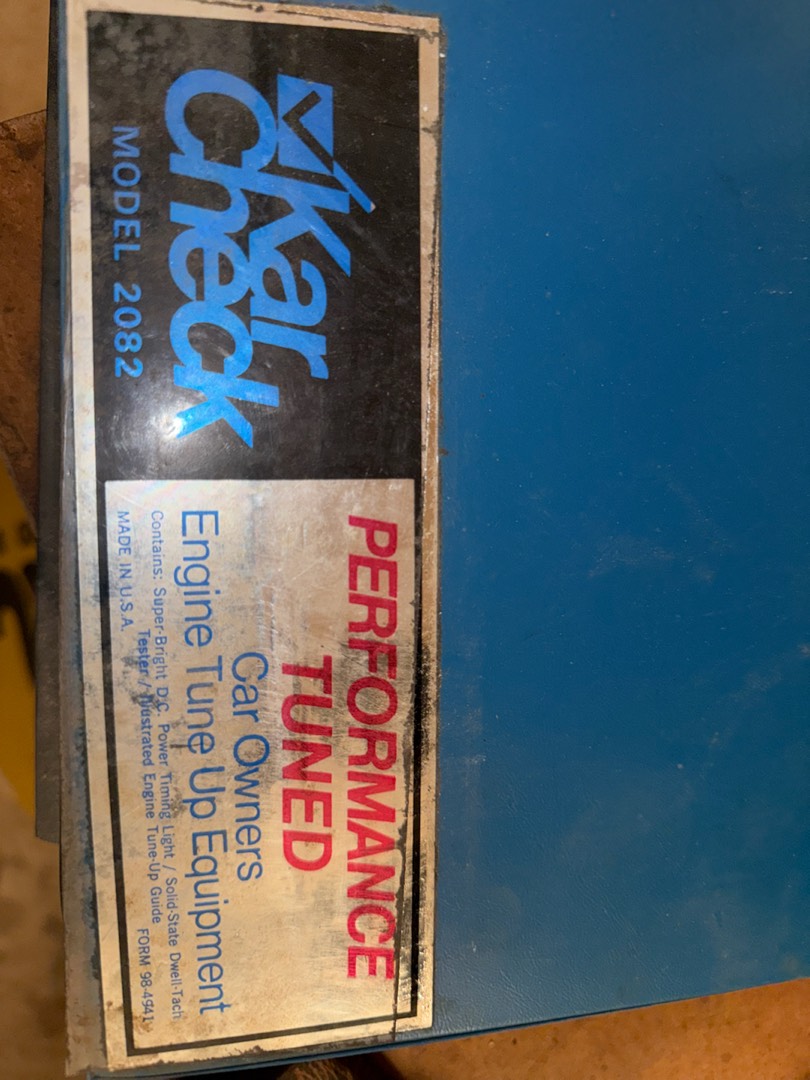 Kar
Check
MODEL 2082
PERFORMANCE
TUNED
Car Owners
Engine Tune Up Equipment
Contains: Super-Bright D.C. Power Timing Light / Solid-State Dwell-Tach
Tester / Illustrated Engine Tune-Up Guide
MADE IN U.S.A.
FORM 98-4941